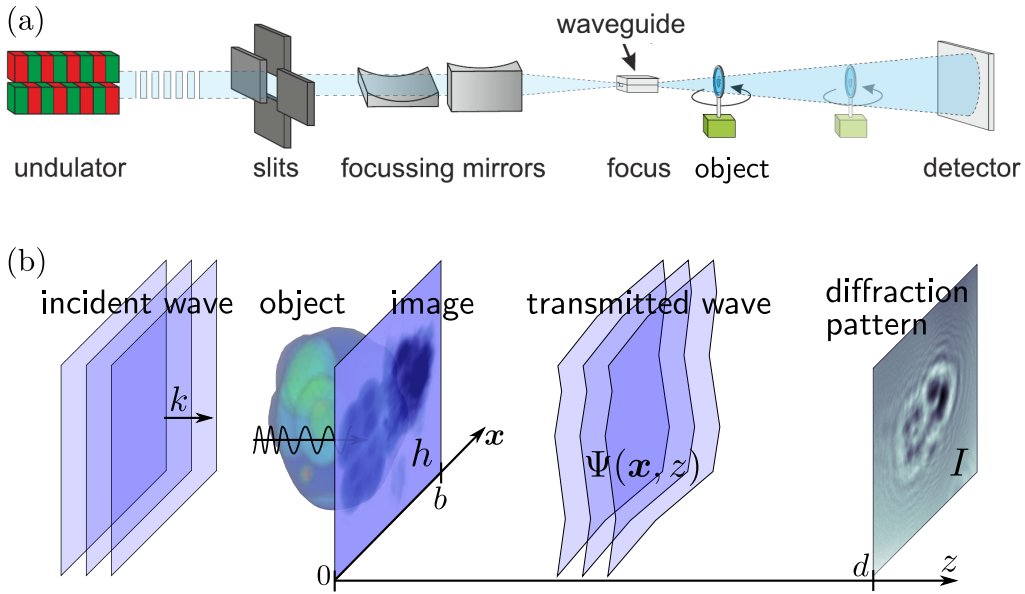 (a)
waveguide
undulator
slits
focussing mirrors
focus
object
detector
(b)
incident wave
object
image
transmitted wave
diffraction
pattern
k
h
x
b
Ψ(x, z)
I
0
d
z